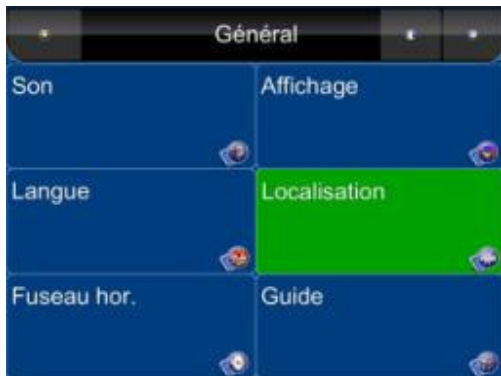 Général
Son
Affichage
Langue
Localisation
Fuseau hor.
Guide